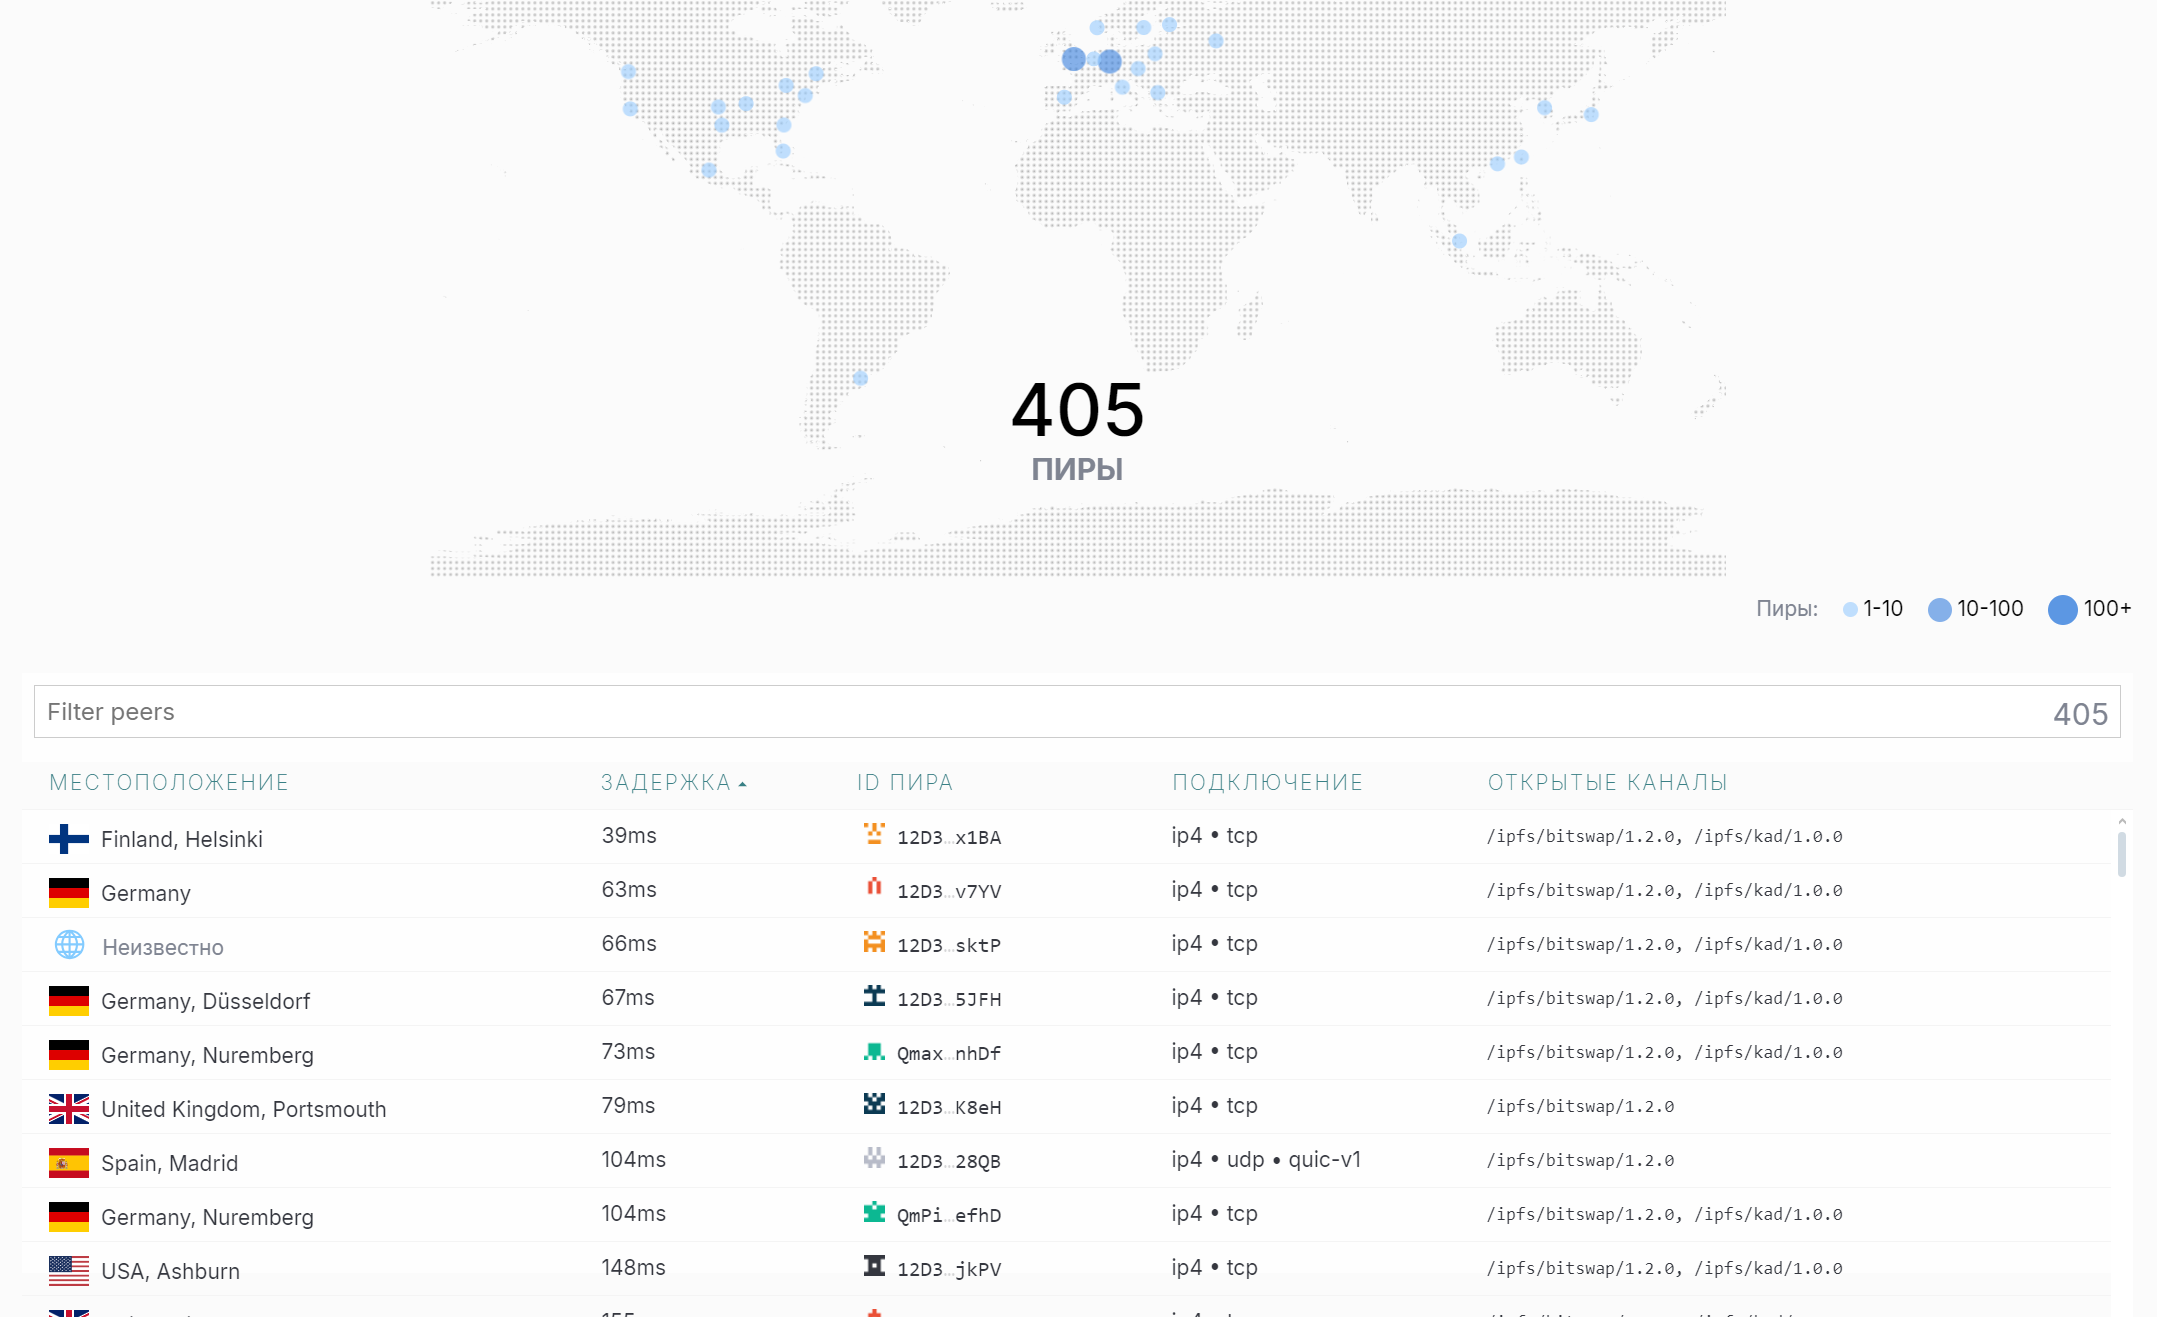 405
ПИРЫ
Пиры: 1-10 10-100 100+
Filter peers 405
МЕСТОПОЛОЖЕНИЕ ЗАДЕРЖКА ID ПИРА ПОДКЛЮЧЕНИЕ ОТКРЫТЫЕ КАНАЛЫ
Finland, Helsinki 39ms 12D3…x1BA ip4 • tcp /ipfs/bitswap/1.2.0, /ipfs/kad/1.0.0
Germany 63ms 12D3…v7YV ip4 • tcp /ipfs/bitswap/1.2.0, /ipfs/kad/1.0.0
Неизвестно 66ms 12D3…sktP ip4 • tcp /ipfs/bitswap/1.2.0, /ipfs/kad/1.0.0
Germany, Düsseldorf 67ms 12D3…5JFH ip4 • tcp /ipfs/bitswap/1.2.0, /ipfs/kad/1.0.0
Germany, Nuremberg 73ms Qmax…nhDf ip4 • tcp /ipfs/bitswap/1.2.0, /ipfs/kad/1.0.0
United Kingdom, Portsmouth 79ms 12D3…K8eH ip4 • tcp /ipfs/bitswap/1.2.0
Spain, Madrid 104ms 12D3…28QB ip4 • udp • quic-v1 /ipfs/bitswap/1.2.0
Germany, Nuremberg 104ms QmPi…efhD ip4 • tcp /ipfs/bitswap/1.2.0, /ipfs/kad/1.0.0
USA, Ashburn 148ms 12D3…jkPV ip4 • tcp /ipfs/bitswap/1.2.0, /ipfs/kad/1.0.0